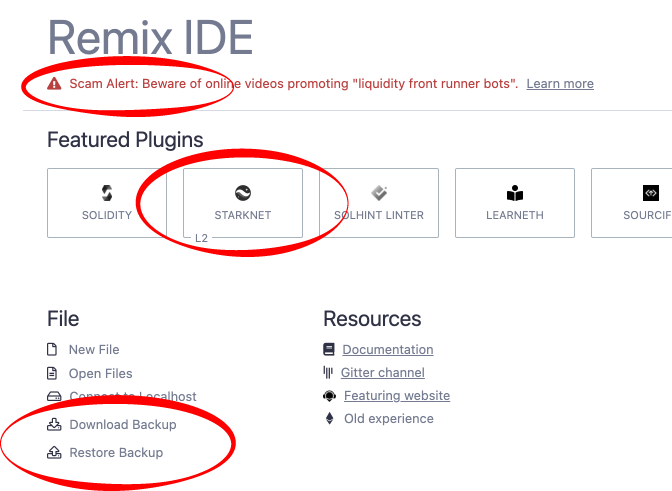 Remix IDE
Scam Alert: Beware of online videos promoting "liquidity front runner bots". Learn more
Featured Plugins
SOLIDITY
STARKNET
L2
SOLHINT LINTER
LEARNETH
SOURCIF
File
New File
Open Files
Connect to Localhost
Download Backup
Restore Backup
Resources
Documentation
Gitter channel
Featuring website
Old experience